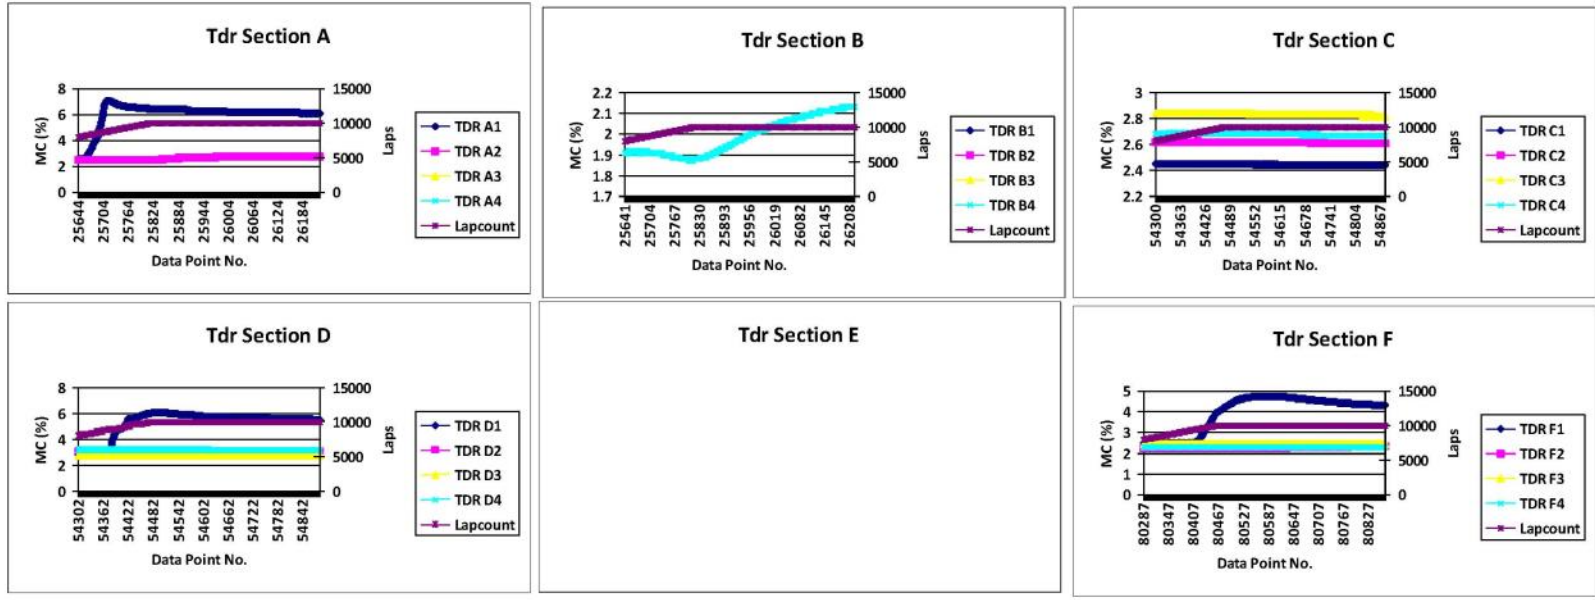 Tdr Section A
8
6
4
2
0
MC (%)
15000
10000
5000
0
Laps
25644
25704
25764
25824
25884
25944
26004
26064
26124
26184
Data Point No.
TDR A1
TDR A2
TDR A3
TDR A4
Lapcount
Tdr Section B
2.2
2.1
2
1.9
1.8
1.7
MC (%)
15000
10000
5000
0
Laps
25641
25704
25767
25830
25893
25956
26019
26082
26145
26208
Data Point No.
TDR B1
TDR B2
TDR B3
TDR B4
Lapcount
Tdr Section C
3
2.8
2.6
2.4
2.2
MC (%)
15000
10000
5000
0
Laps
54300
54363
54426
54489
54552
54615
54678
54741
54804
54867
Data Point No.
TDR C1
TDR C2
TDR C3
TDR C4
Lapcount
Tdr Section D
8
6
4
2
0
MC (%)
15000
10000
5000
0
Laps
54302
54362
54422
54482
54542
54602
54662
54722
54782
54842
Data Point No.
TDR D1
TDR D2
TDR D3
TDR D4
Lapcount
Tdr Section E
Tdr Section F
5
4
3
2
1
0
MC (%)
15000
10000
5000
0
Laps
80287
80347
80407
80467
80527
80587
80647
80707
80767
80827
Data Point No.
TDR F1
TDR F2
TDR F3
TDR F4
Lapcount